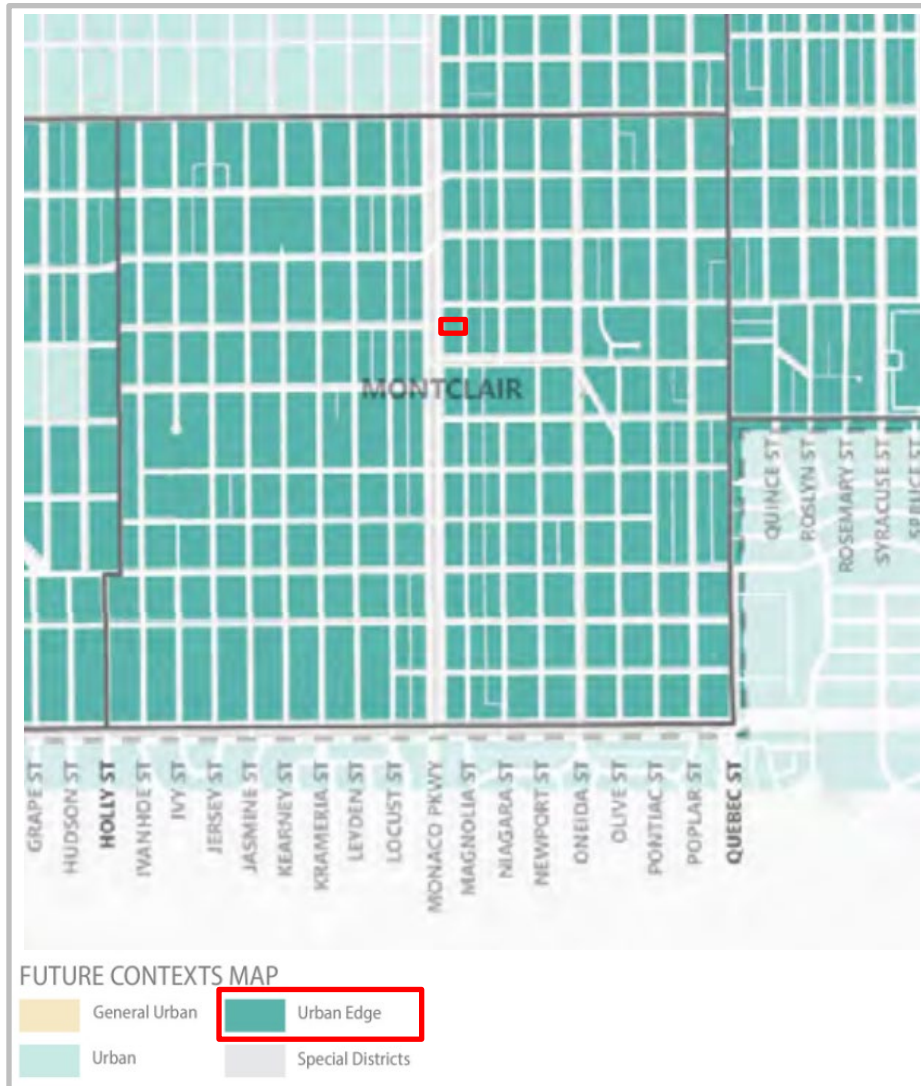 MONTCLAIR
QUINCE ST
ROSLYN ST
ROSEMARY ST
SYRACUSE ST
SPRUCE ST
GRAPE ST
HUDSON ST
HOLLY ST
IVANHOE ST
IVY ST
JERSEY ST
JASMINE ST
KEARNEY ST
KRAMERIA ST
LEYDEN ST
LOCUST ST
MONACO PKWY
MAGNOLIA ST
NIAGARA ST
NEWPORT ST
ONEIDA ST
OLIVE ST
PONTIAC ST
POPLAR ST
QUEBEC ST
FUTURE CONTEXTS MAP
General Urban
Urban Edge
Urban
Special Districts